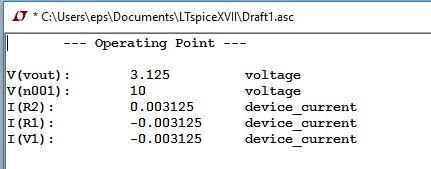 * C:\Users\eps\Documents\LTspiceXVII\Draft1.asc
--- Operating Point ---
V(vout): 3.125 voltage
V(n001): 10 voltage
I(R2): 0.003125 device_current
I(R1): -0.003125 device_current
I(V1): -0.003125 device_current